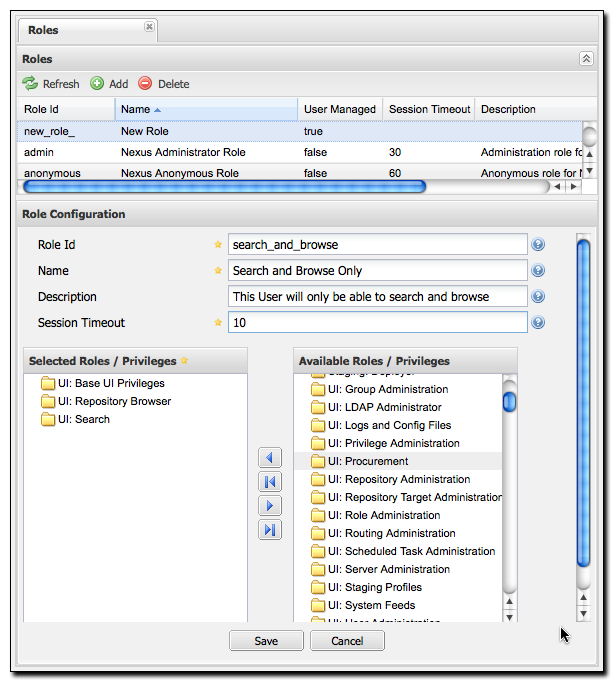 Roles
Roles
Refresh Add Delete
Role Id Name User Managed Session Timeout Description
new_role_ New Role true
admin Nexus Administrator Role false 30 Administration role fo
anonymous Nexus Anonymous Role false 60 Anonymous role for N
Role Configuration
Role Id search_and_browse
Name Search and Browse Only
Description This User will only be able to search and browse
Session Timeout 10
Selected Roles / Privileges
UI: Base UI Privileges
UI: Repository Browser
UI: Search
Available Roles / Privileges
UI: Group Administration
UI: LDAP Administrator
UI: Logs and Config Files
UI: Privilege Administration
UI: Procurement
UI: Repository Administration
UI: Repository Target Administration
UI: Role Administration
UI: Routing Administration
UI: Scheduled Task Administration
UI: Server Administration
UI: Staging Profiles
UI: System Feeds
Save Cancel